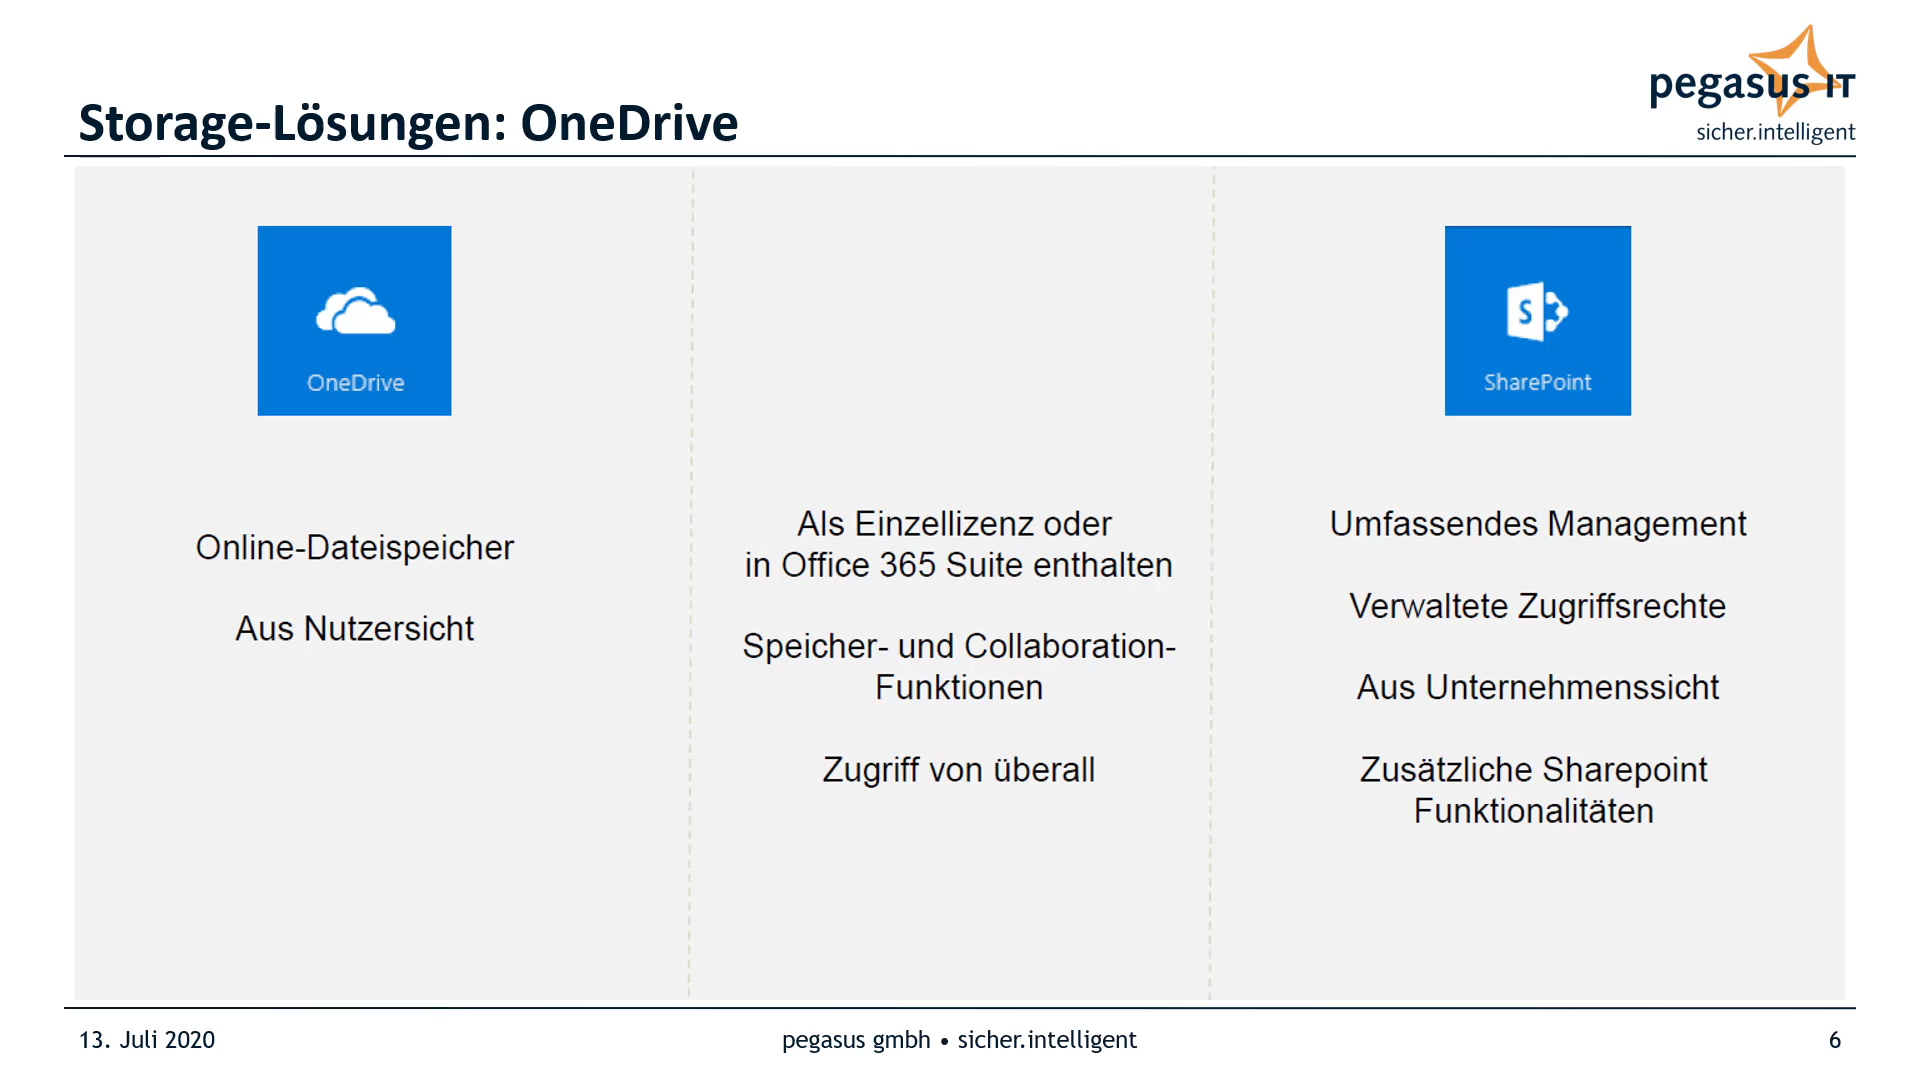 pegasus IT
sicher.intelligent
Storage-Lösungen: OneDrive
OneDrive
Online-Dateispeicher
Aus Nutzersicht
Als Einzellizenz oder
in Office 365 Suite enthalten
Speicher- und Collaboration-
Funktionen
Zugriff von überall
S
SharePoint
Umfassendes Management
Verwaltete Zugriffsrechte
Aus Unternehmenssicht
Zusätzliche Sharepoint
Funktionalitäten
13. Juli 2020
pegasus gmbh • sicher.intelligent
6